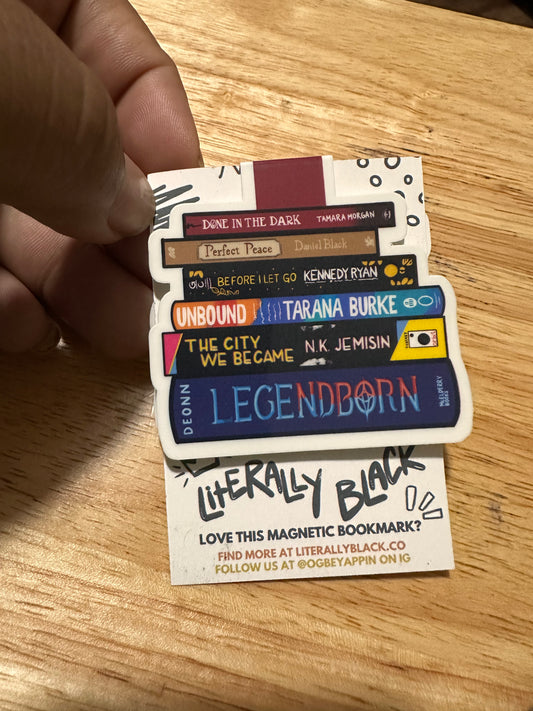 DONE IN THE DARK TAMARA MORGAN
Perfect Peace Daniel Black
BEFORE I LET GO KENNEDY RYAN
UNBOUND TARANA BURKE
THE CITY
WE BECAME N.K. JEMISIN
DEONN LEGENDBORN
LITERALLY BLACK
LOVE THIS MAGNETIC BOOKMARK?
FIND MORE AT LITERALLYBLACK.CO
FOLLOW US AT @OGBEYAPPIN ON IG